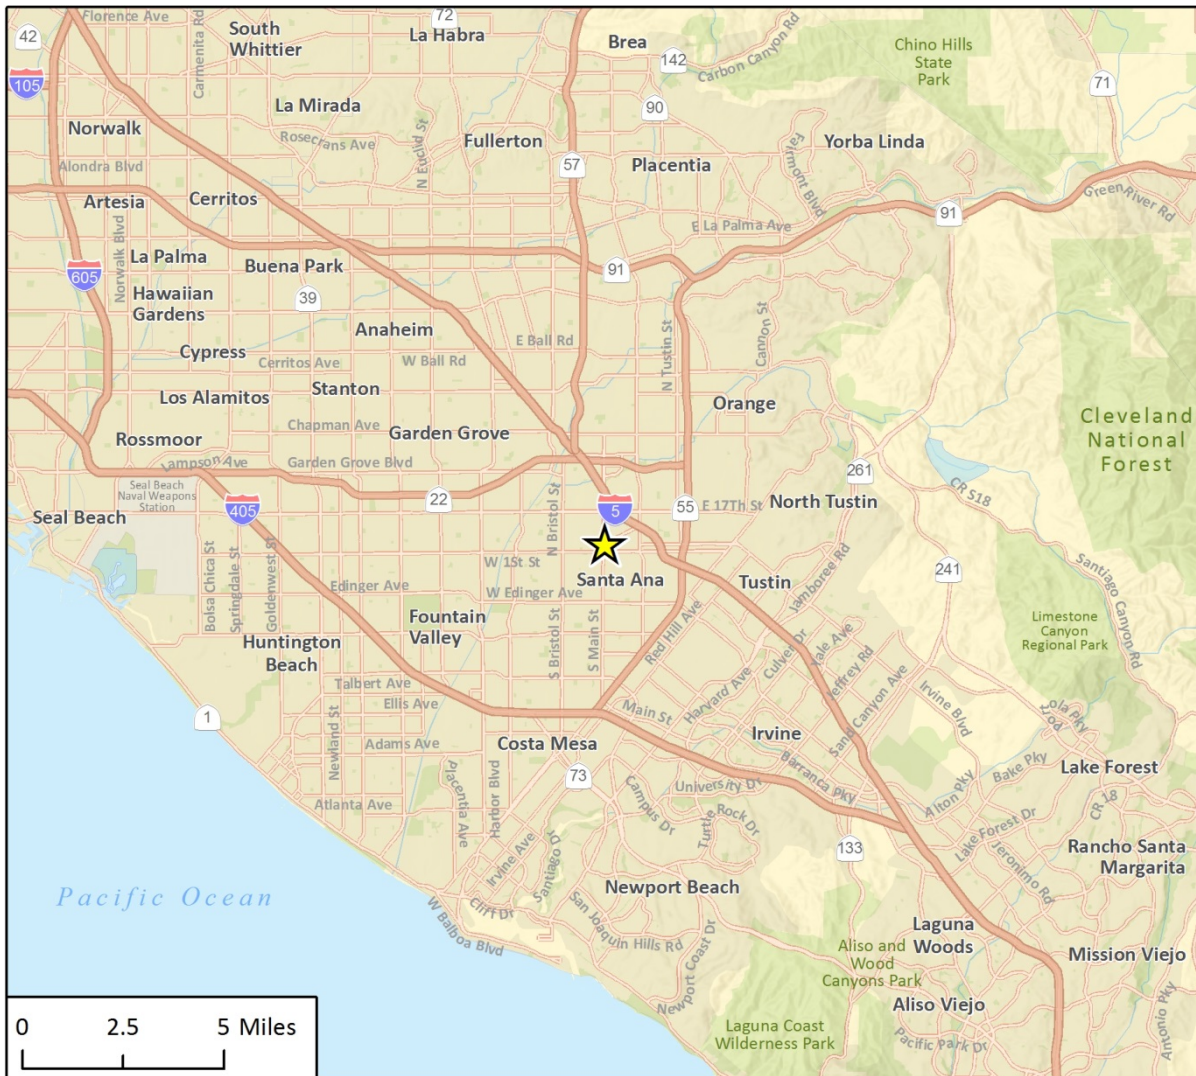 Florence Ave
42
Carmenita Rd
South
Whittier
72
La Habra
Brea
142
Carbon Canyon Rd
Chino Hills
State
Park
71
105
La Mirada
90
Norwalk
Rosecrans Ave
N Euclid St
Fullerton
57
Placentia
Fairmont Blvd
Yorba Linda
Alondra Blvd
Artesia
Cerritos
Norwalk Blvd
E La Palma Ave
91
Green River Rd
La Palma
Buena Park
605
39
91
Hawaiian
Gardens
Anaheim
E Ball Rd
N Tustin St
Cannon St
Cypress
Cerritos Ave
W Ball Rd
Stanton
Los Alamitos
Orange
Cleveland
National
Forest
Chapman Ave
Garden Grove
Rossmoor
Lampson Ave
Garden Grove Blvd
261
CR S18
Seal Beach
Naval Weapons
Station
22
N Bristol St
5
55
E 17Th St
North Tustin
Seal Beach
405
W 1St St
Santa Ana
Tustin
Jamboree Rd
241
Santiago Canyon Rd
Bolsa Chica St
Springdale St
Goldenwest St
Edinger Ave
W Edinger Ave
Fountain
Valley
S Bristol St
S Main St
Red Hill Ave
Limestone
Canyon
Regional Park
Huntington
Beach
Culver Dr
Yale Ave
Jeffrey Rd
Harvard Ave
Sand Canyon Ave
Irvine Blvd
Talbert Ave
Ellis Ave
1
Newland St
Main St
Irvine
Adams Ave
Costa Mesa
73
Barranca Pky
Bake Pky
Lake Forest
Placentia Ave
Harbor Blvd
University Dr
Campus Dr
Turtle
Rock Dr
Alton Pky
CR 18
Atlanta Ave
Irvine Ave
Santiago Dr
133
Lake Forest Dr
Jeronimo Rd
Rancho Santa
Margarita
Pacific Ocean
Newport Beach
Cliff Dr
W Balboa Blvd
San Joaquin Hills Rd
Newport Coast Dr
Laguna
Woods
Aliso and
Wood
Canyons Park
Mission Viejo
Aliso Viejo
Antonio Pky
Laguna Coast
Wilderness Park
Pacific Park Dr
0 2.5 5 Miles